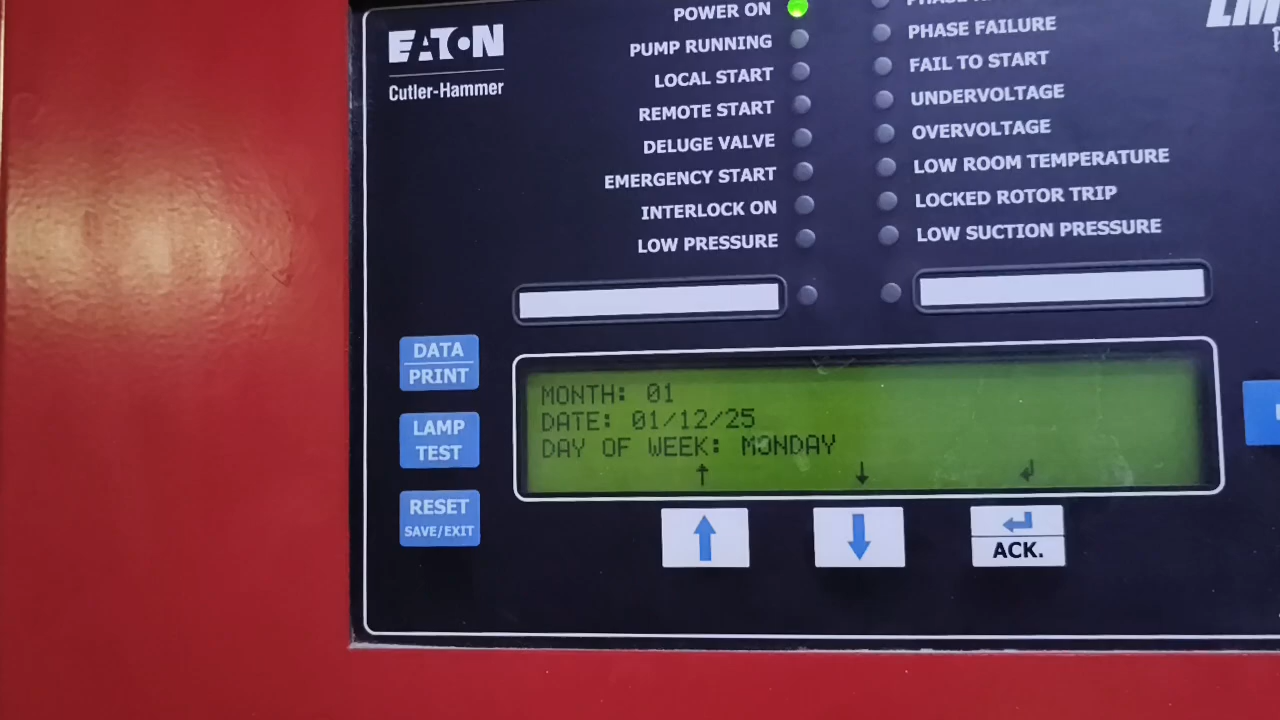 EATON
Cutler-Hammer
POWER ON
PUMP RUNNING
LOCAL START
REMOTE START
DELUGE VALVE
EMERGENCY START
INTERLOCK ON
LOW PRESSURE
PHASE FAILURE
FAIL TO START
UNDERVOLTAGE
OVERVOLTAGE
LOW ROOM TEMPERATURE
LOCKED ROTOR TRIP
LOW SUCTION PRESSURE
LM
DATA
PRINT
LAMP
TEST
RESET
SAVE/EXIT
MONTH: 01
DATE: 01/12/25
DAY OF WEEK: MONDAY
↑ ↓ ↲
ACK.